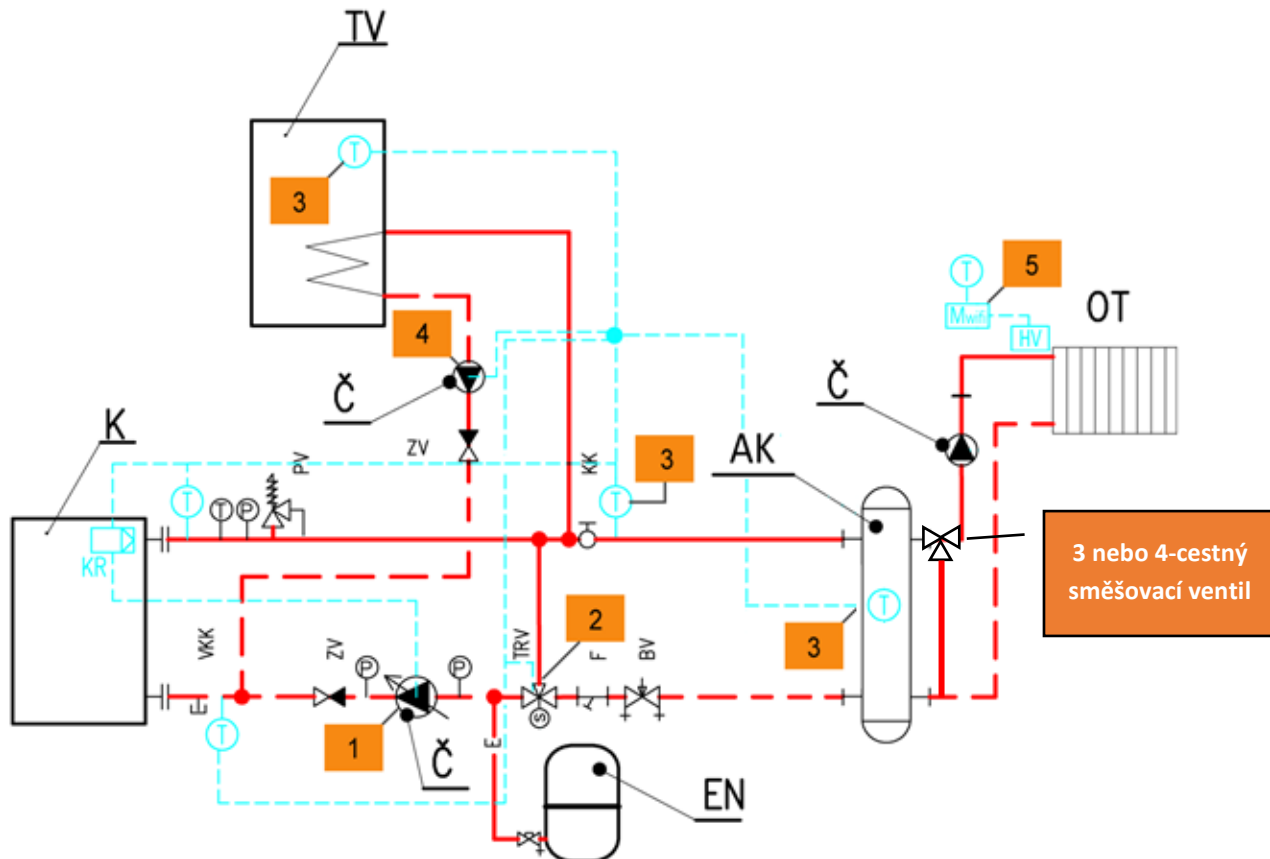 TV
T
3
4
Č
ZV
K
PV
T
T
P
KR
KK
T
3
AK
T
5
Mwifi
HV
OT
Č
3 nebo 4-cestný
směšovací ventil
VKK
ZV
P
P
TRV
2
F
BV
3
T
S
T
1
Č
E
EN